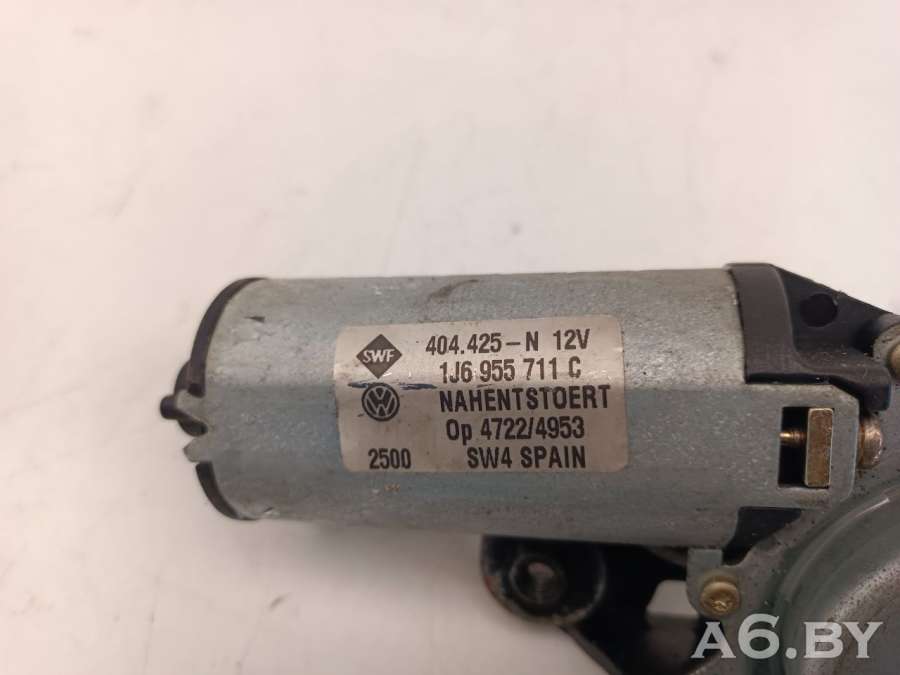 SWF 404.425-N 12V
1J6 955 711 C
NAHENTSTOERT
Op 4722/4953
2500 SW4 SPAIN
A6.BY